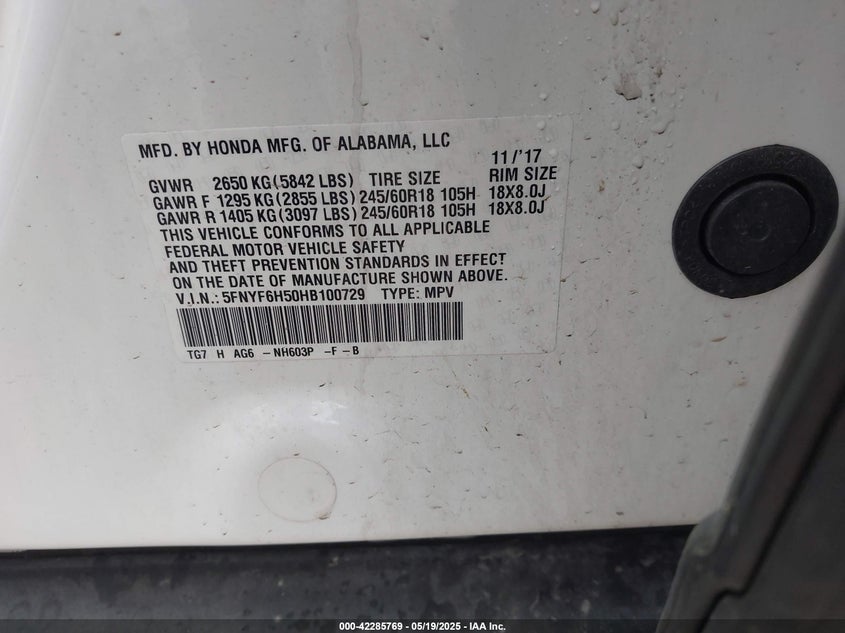 MFD. BY HONDA MFG. OF ALABAMA, LLC 11/'17
GVWR 2650 KG(5842 LBS) TIRE SIZE RIM SIZE
GAWR F 1295 KG(2855 LBS)245/60R18 105H 18X8.0J
GAWR R 1405 KG(3097 LBS)245/60R18 105H 18X8.0J
THIS VEHICLE CONFORMS TO ALL APPLICABLE
FEDERAL MOTOR VEHICLE SAFETY
AND THEFT PREVENTION STANDARDS IN EFFECT
ON THE DATE OF MANUFACTURE SHOWN ABOVE.
V.I.N.: 5FNYF6H50HB100729 TYPE: MPV
TG7 H AG6 - NH603P -F-B
000-42285769 - 05/19/2025 - IAA Inc.